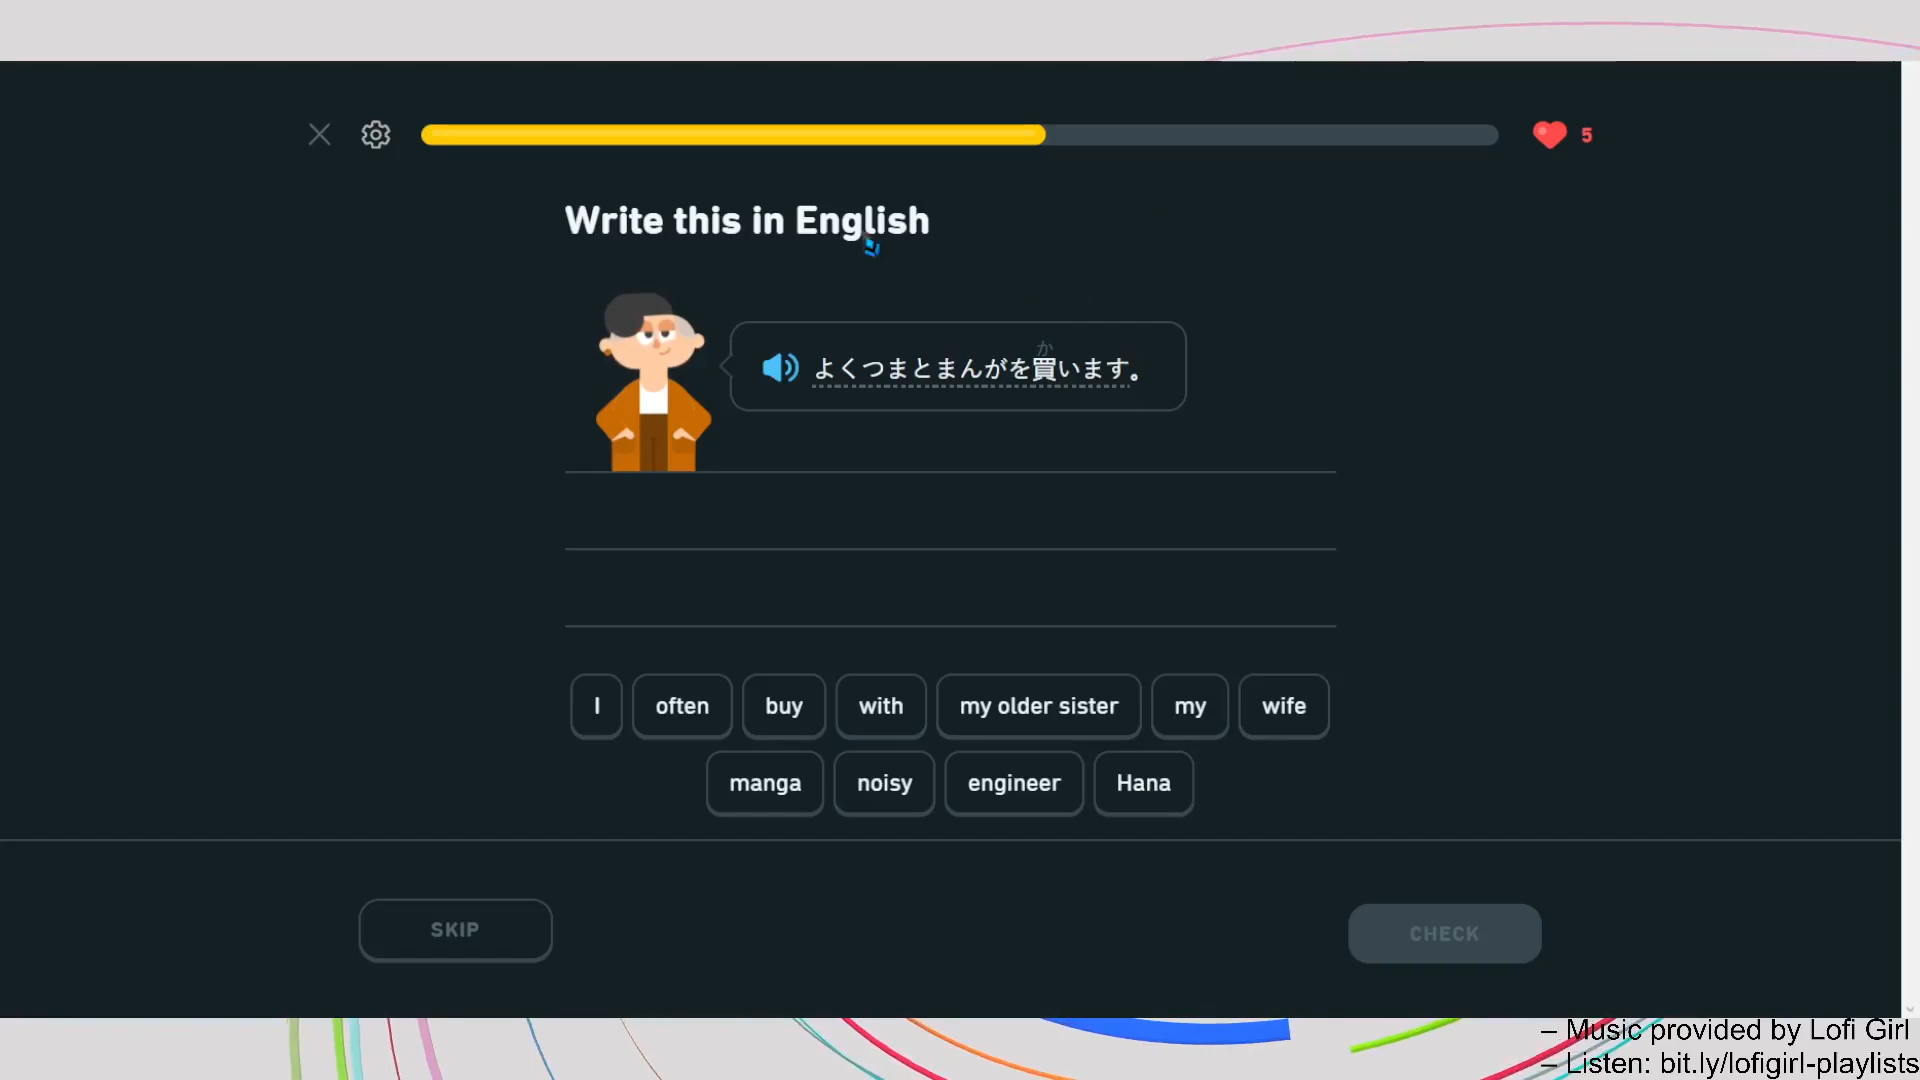 5
Write this in English
か
よくつまとまんがを買います。
I often buy with my older sister my wife
manga noisy engineer Hana
SKIP CHECK
– Music provided by Lofi Girl
– Listen: bit.ly/lofigirl-playlists